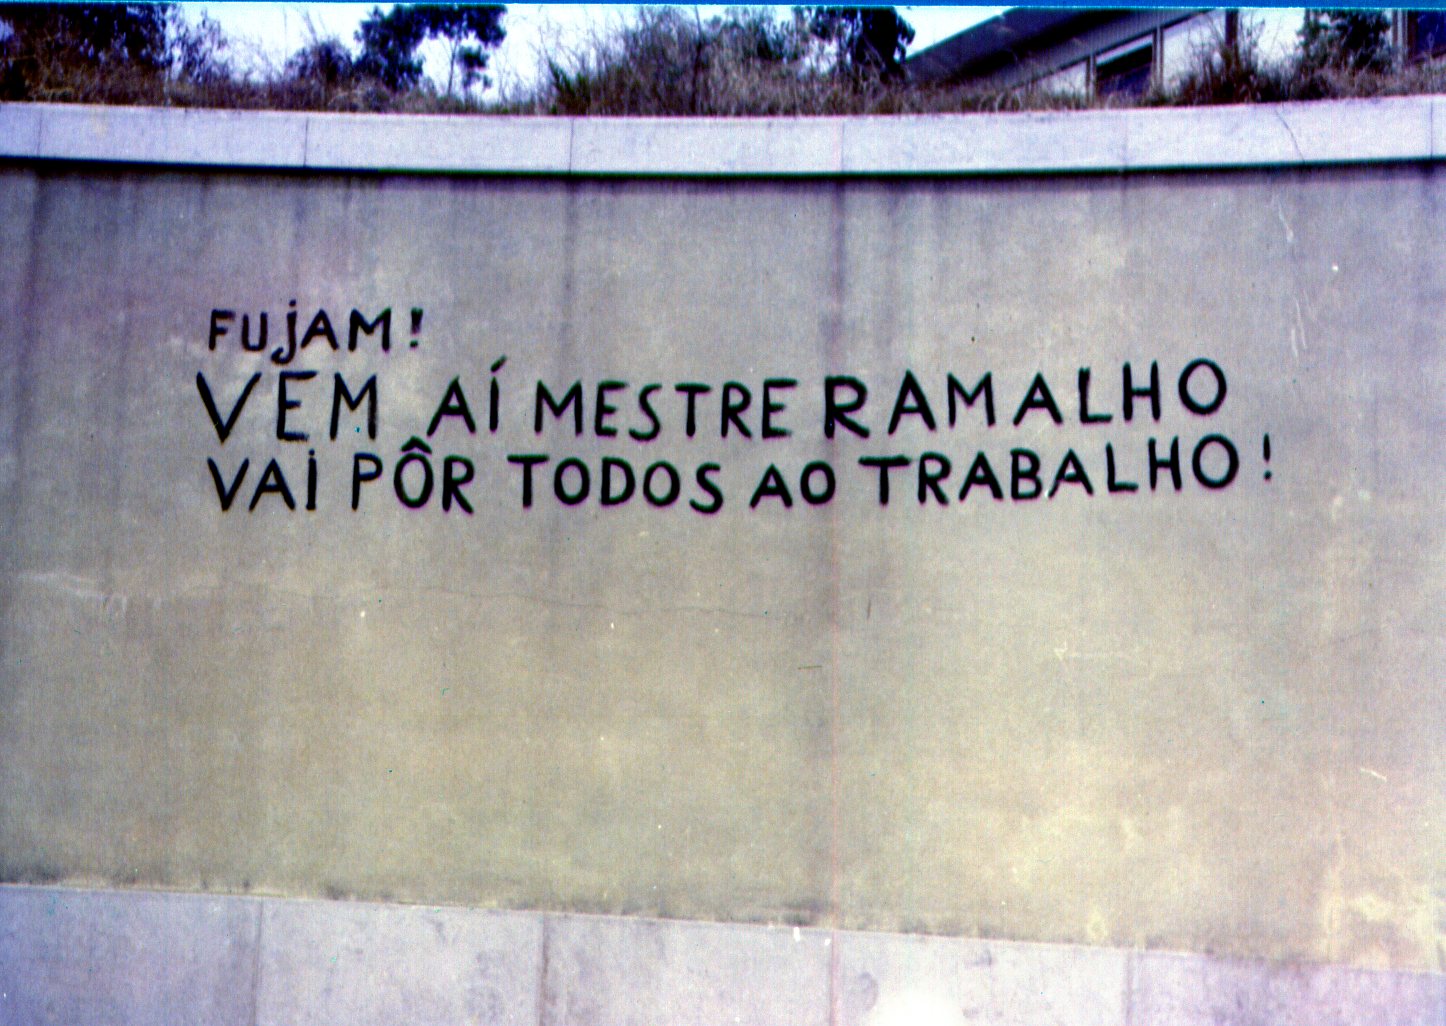 FUJAM!
VEM AÍ MESTRE RAMALHO
VAI PÔR TODOS AO TRABALHO!